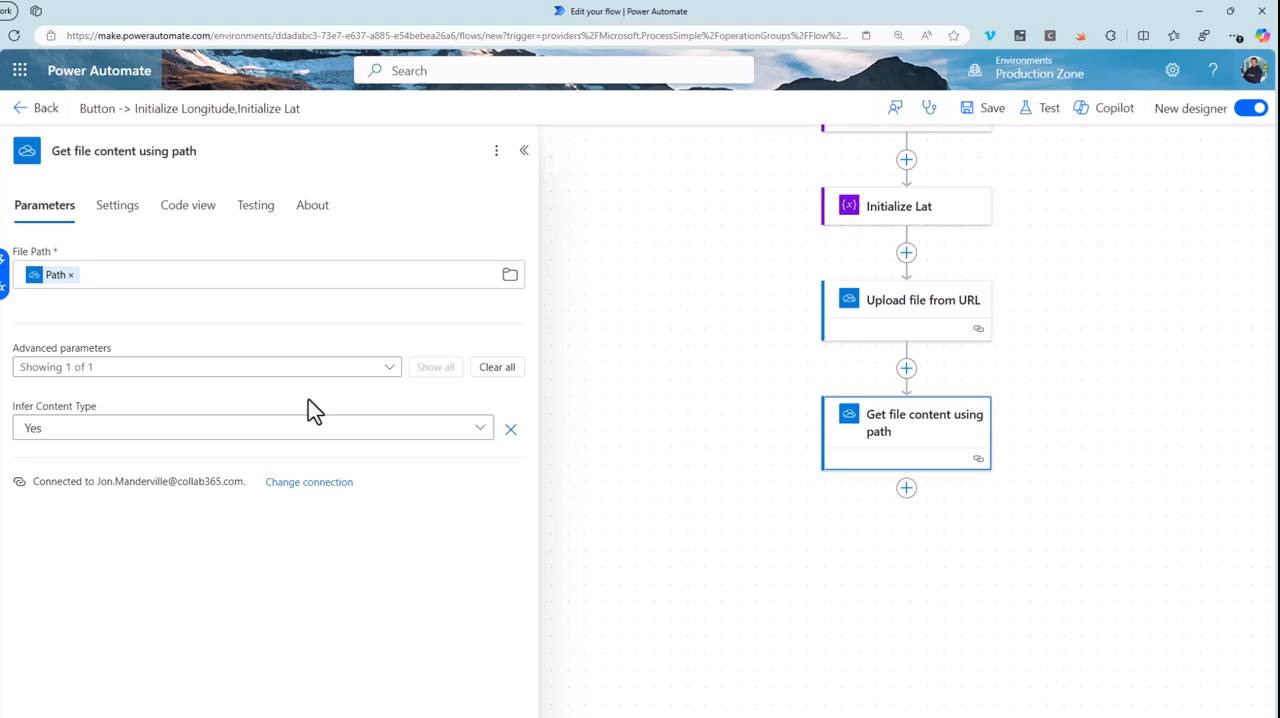 ork
Edit your flow | Power Automate
https://make.powerautomate.com/environments/ddadabc3-73e7-e637-a885-e54bebea26a6/flows/new?trigger=providers%2FMicrosoft.ProcessSimple%2FoperationGroups%2FFlow%2F...
Power Automate
Search
Environments
Production Zone
Back
Button -> Initialize Longitude,Initialize Lat
Save
Test
Copilot
New designer
Get file content using path
Parameters
Settings
Code view
Testing
About
File Path *
Path ×
Advanced parameters
Showing 1 of 1
Show all
Clear all
Infer Content Type
Yes
Connected to Jon.Manderville@collab365.com.
Change connection
{x} Initialize Lat
Upload file from URL
Get file content using
path